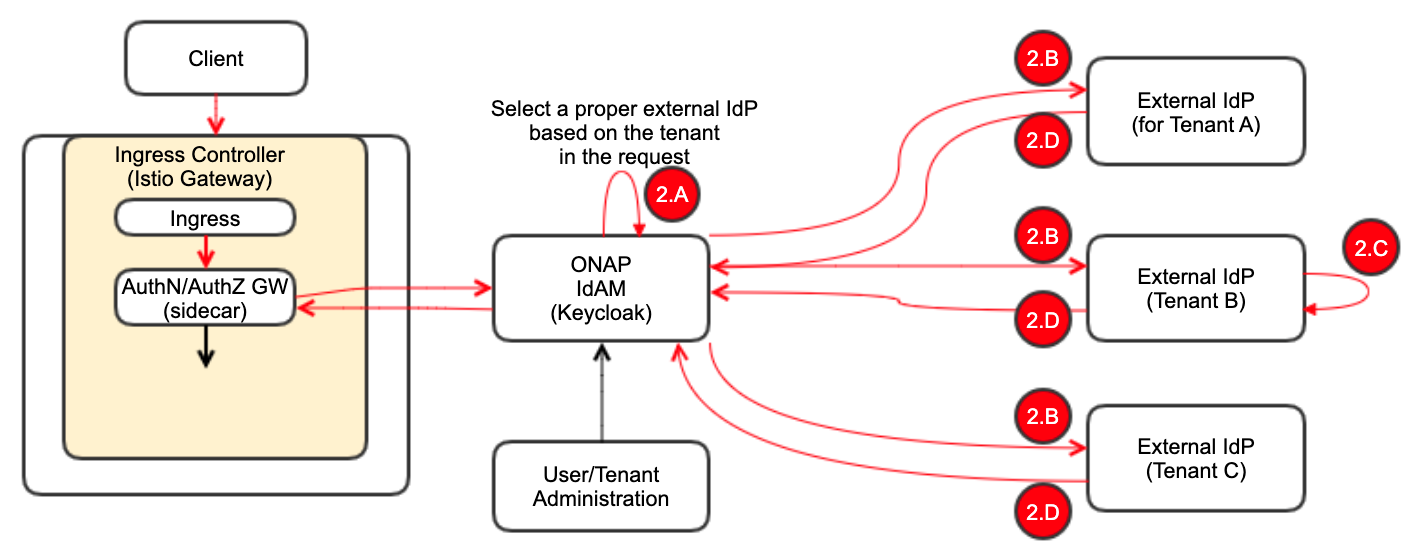 Client
Ingress Controller
(Istio Gateway)
Ingress
AuthN/AuthZ GW
(sidecar)
Select a proper external IdP
based on the tenant
in the request
2.A
ONAP
IdAM
(Keycloak)
User/Tenant
Administration
2.B
External IdP
(for Tenant A)
2.D
2.B
External IdP
(Tenant B)
2.C
2.D
2.B
External IdP
(Tenant C)
2.D